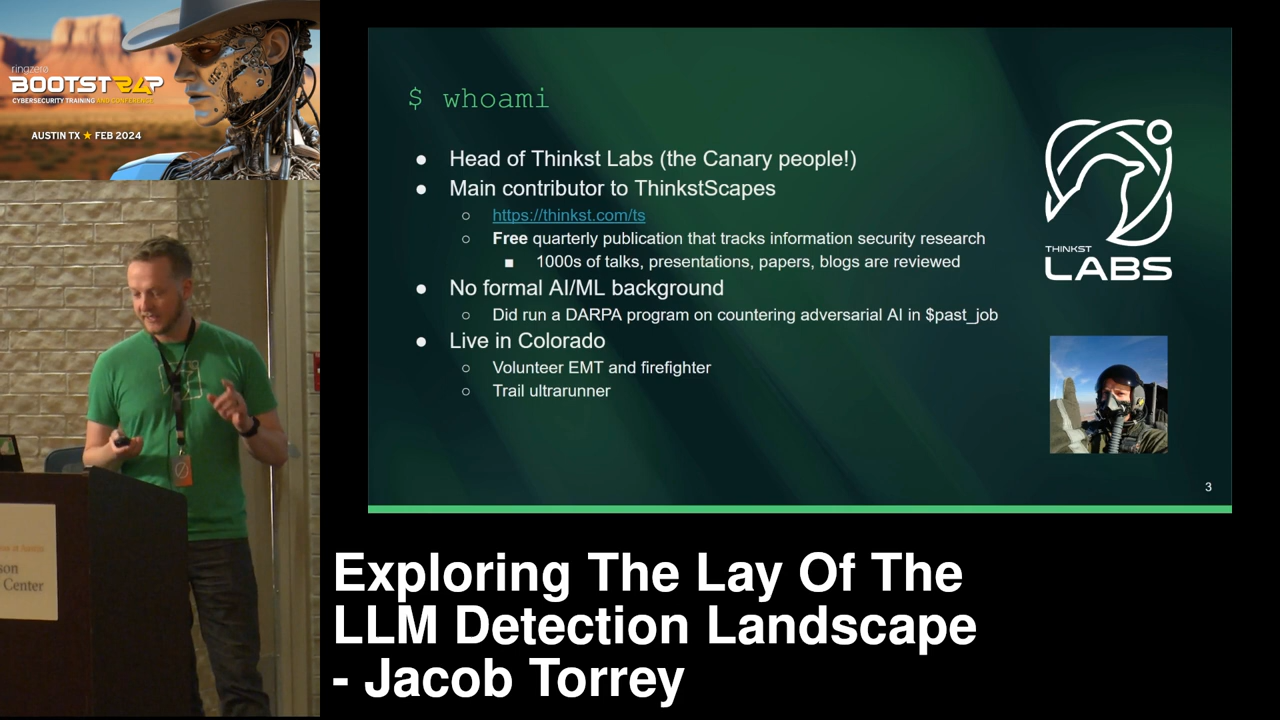 ringzerø
BOOTSTR24P
CYBERSECURITY TRAINING AND CONFERENCE
AUSTIN TX ★ FEB 2024
son
Center
$ whoami
● Head of Thinkst Labs (the Canary people!)
● Main contributor to ThinkstScapes
○ https://thinkst.com/ts
○ Free quarterly publication that tracks information security research
■ 1000s of talks, presentations, papers, blogs are reviewed
● No formal AI/ML background
○ Did run a DARPA program on countering adversarial AI in $past_job
● Live in Colorado
○ Volunteer EMT and firefighter
○ Trail ultrarunner
THINKST
LABS
3
Exploring The Lay Of The
LLM Detection Landscape
- Jacob Torrey